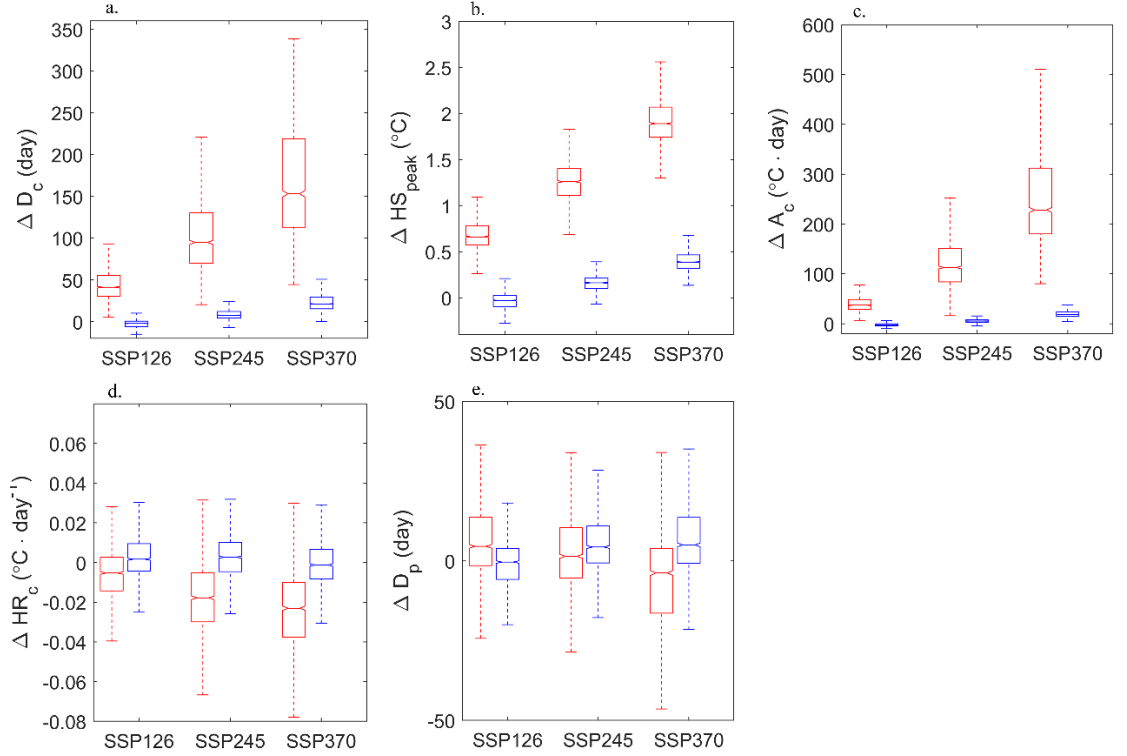 a.
Δ D_c (day)
350
300
250
200
150
100
50
0
SSP126 SSP245 SSP370
b.
Δ HS_peak (°C)
3
2.5
2
1.5
1
0.5
0
SSP126 SSP245 SSP370
c.
Δ A_c (°C · day)
600
500
400
300
200
100
0
SSP126 SSP245 SSP370
d.
Δ HR_c (°C · day⁻¹)
0.06
0.04
0.02
0
-0.02
-0.04
-0.06
-0.08
SSP126 SSP245 SSP370
e.
Δ D_p (day)
50
0
-50
SSP126 SSP245 SSP370